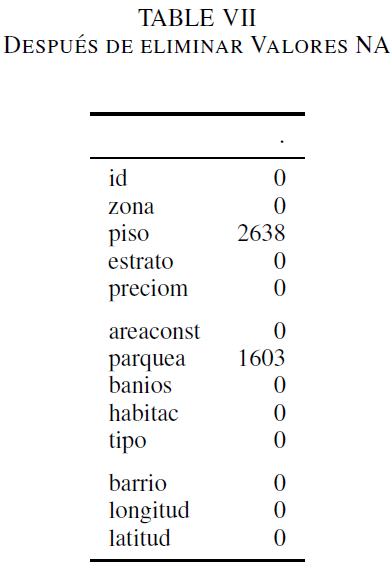 TABLE VII
DESPUÉS DE ELIMINAR VALORES NA
.
id 0
zona 0
piso 2638
estrato 0
preciom 0
areaconst 0
parquea 1603
banios 0
habitac 0
tipo 0
barrio 0
longitud 0
latitud 0